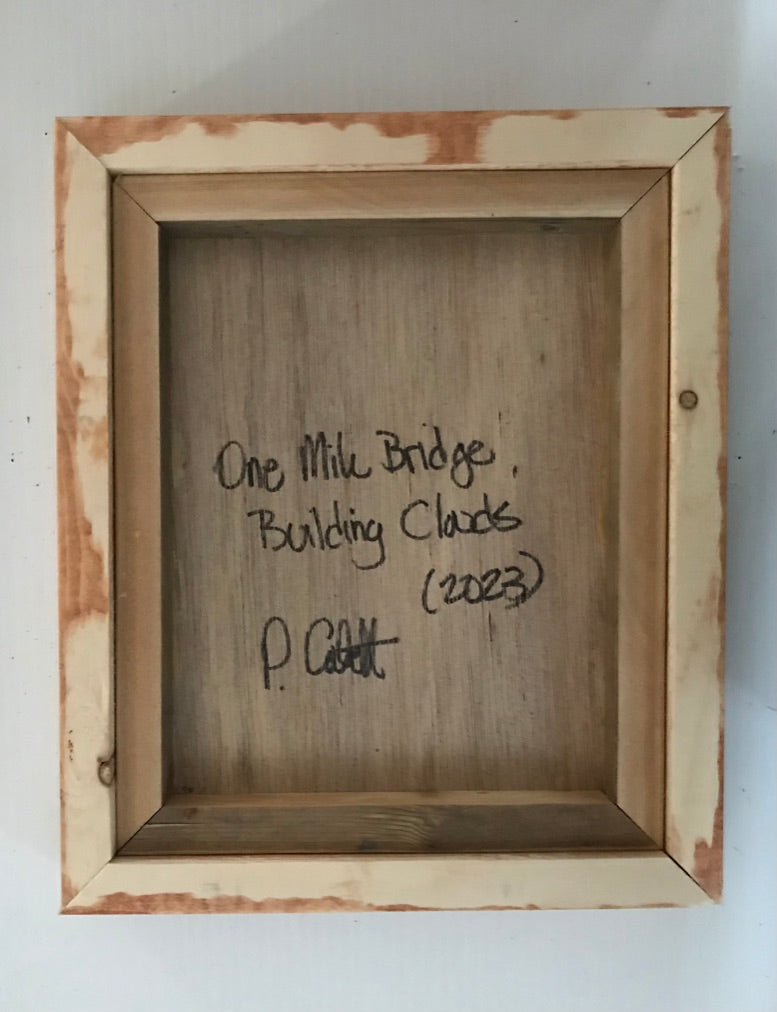 One Mile Bridge,
Building Clouds
(2023)
P.